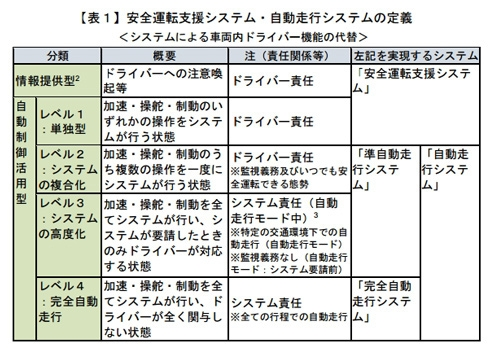 【表1】安全運転支援システム・自動走行システムの定義
<システムによる車両内ドライバー機能の代替>
分類
概要
注（責任関係等）
左記を実現するシステム
情報提供型2
ドライバーへの注意喚
起等
ドライバー責任
「安全運転支援システ
ム」
自動制御活用型
レベル1
：単独型
加速・操舵・制動のい
ずれかの操作をシステ
ムが行う状態
ドライバー責任
レベル2
：システム
の複合化
加速・操舵・制動のうち
複数の操作を一度に
システムが行う状態
ドライバー責任
※監視義務及びいつでも安
全運転できる態勢
「準自動走
行システ
ム」
「自動走
行システ
ム」
レベル3
：システム
の高度化
加速・操舵・制動を全
てシステムが行い、シ
ステムが要請したとき
のみドライバーが対応
する状態
システム責任（自動
走行モード中）3
※特定の交通環境下での自
動走行（自動走行モード）
※監視義務なし（自動走行
モード：システム要請前）
レベル4
：完全自動
走行
加速・操舵・制動を全
てシステムが行い、ド
ライバーが全く関与し
ない状態
システム責任
※全ての行程での自動走行
「完全自動
走行システ
ム」